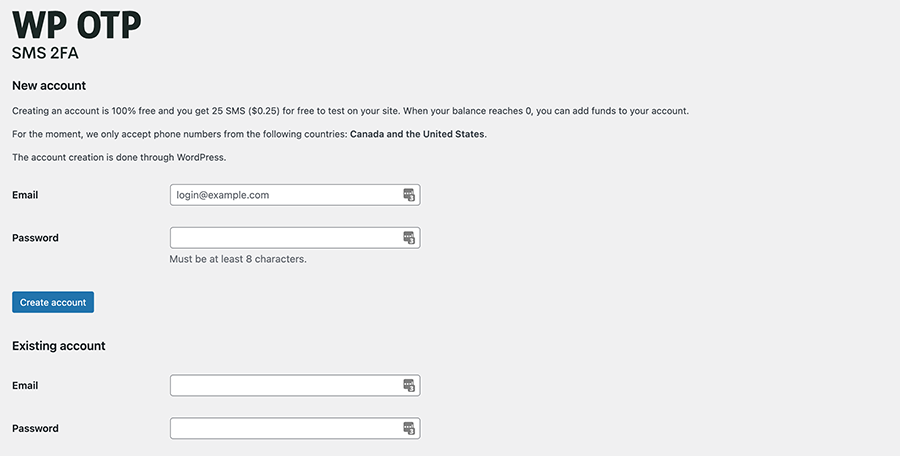 WP OTP
SMS 2FA
New account
Creating an account is 100% free and you get 25 SMS ($0.25) for free to test on your site. When your balance reaches 0, you can add funds to your account.
For the moment, we only accept phone numbers from the following countries: Canada and the United States.
The account creation is done through WordPress.
Email login@example.com
Password
Must be at least 8 characters.
Create account
Existing account
Email
Password